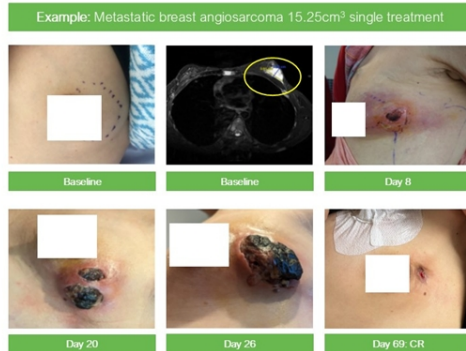 Example: Metastatic breast angiosarcoma 15.25cm³ single treatment
Baseline
Baseline
Day 8
Day 20
Day 26
Day 69: CR